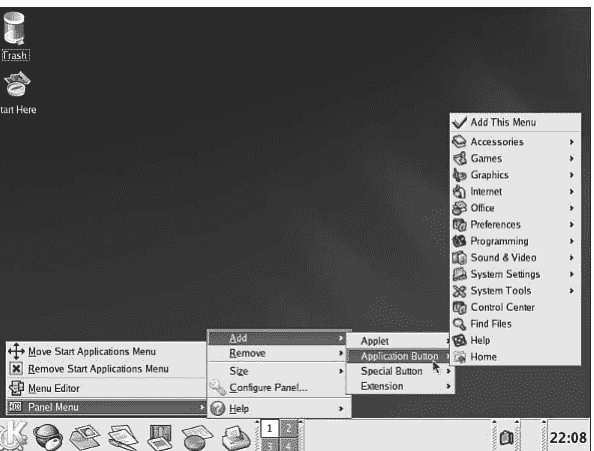 Trash
tart Here
Add This Menu
Accessories
Games
Graphics
Internet
Office
Preferences
Programming
Sound & Video
System Settings
System Tools
Control Center
Find Files
Help
Home
Applet
Application Button
Special Button
Extension
Add
Remove
Size
Configure Panel...
Help
Move Start Applications Menu
Remove Start Applications Menu
Menu Editor
Panel Menu
1 2
3 4
22:08